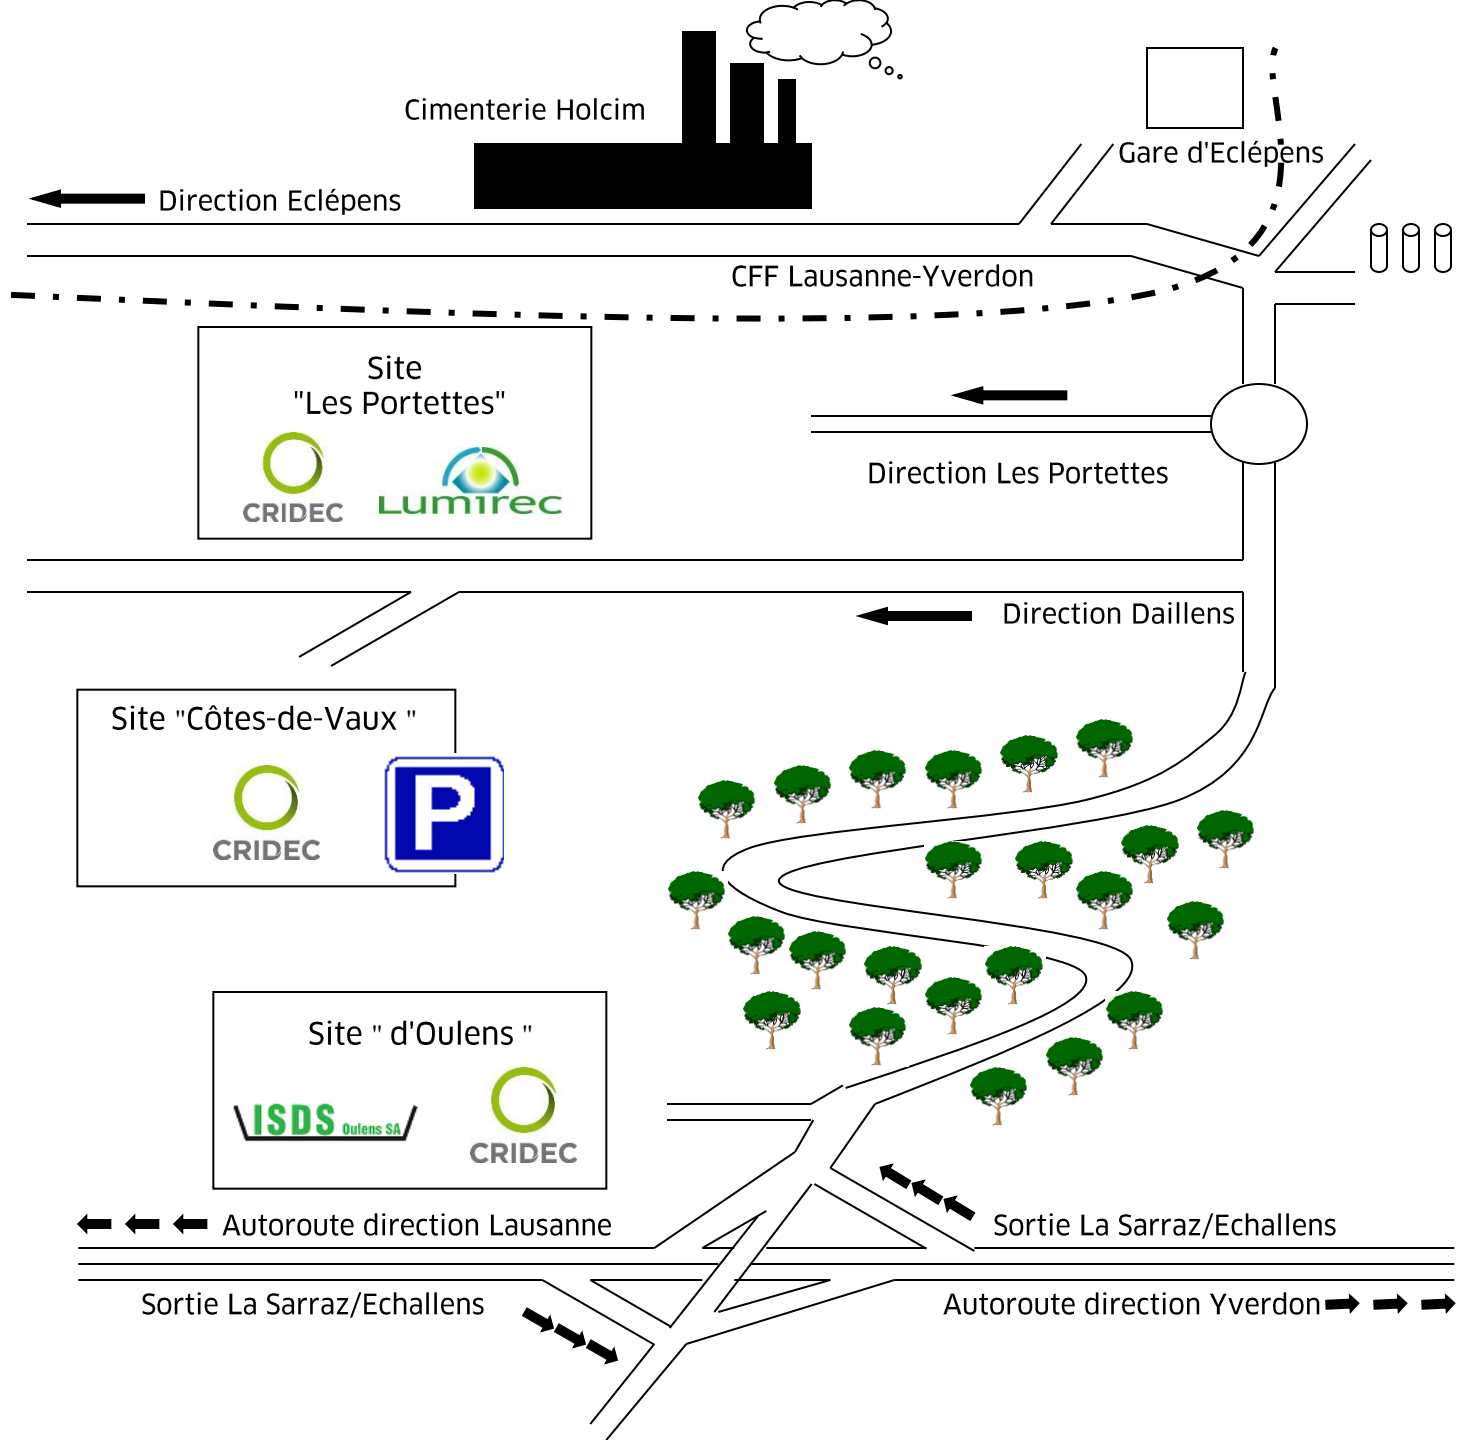 Cimenterie Holcim
Gare d'Eclépens
Direction Eclépens
CFF Lausanne-Yverdon
Site
"Les Portettes"
CRIDEC
Lumirec
Direction Les Portettes
Direction Daillens
Site "Côtes-de-Vaux "
CRIDEC
P
Site " d'Oulens "
ISDS Oulens SA
CRIDEC
Autoroute direction Lausanne
Sortie La Sarraz/Echallens
Sortie La Sarraz/Echallens
Autoroute direction Yverdon